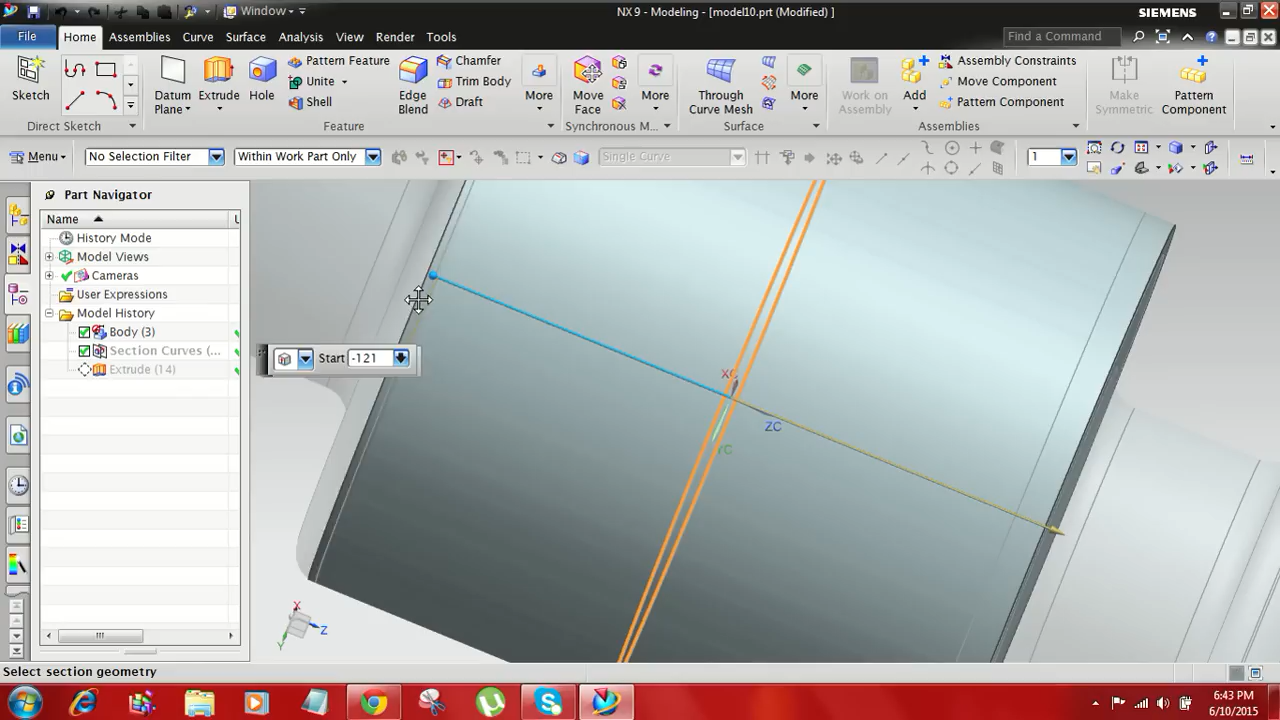 Window
NX 9 - Modeling - [model10.prt (Modified) ]
SIEMENS
File Home Assemblies Curve Surface Analysis View Render Tools
Find a Command
Sketch
Direct Sketch
Datum Plane
Extrude
Hole
Pattern Feature
Unite
Shell
Edge Blend
Chamfer
Trim Body
Draft
More
Feature
Move Face
More
Synchronous M...
Through Curve Mesh
More
Surface
Work on Assembly
Add
Assembly Constraints
Move Component
Pattern Component
Make Symmetric
Pattern Component
Assemblies
Menu
No Selection Filter
Within Work Part Only
Single Curve
1
Part Navigator
Name
History Mode
Model Views
Cameras
User Expressions
Model History
Body (3)
Section Curves (...
Extrude (14)
Start -121
XC
ZC
YC
X
Z
Y
Select section geometry
6:43 PM
6/10/2015